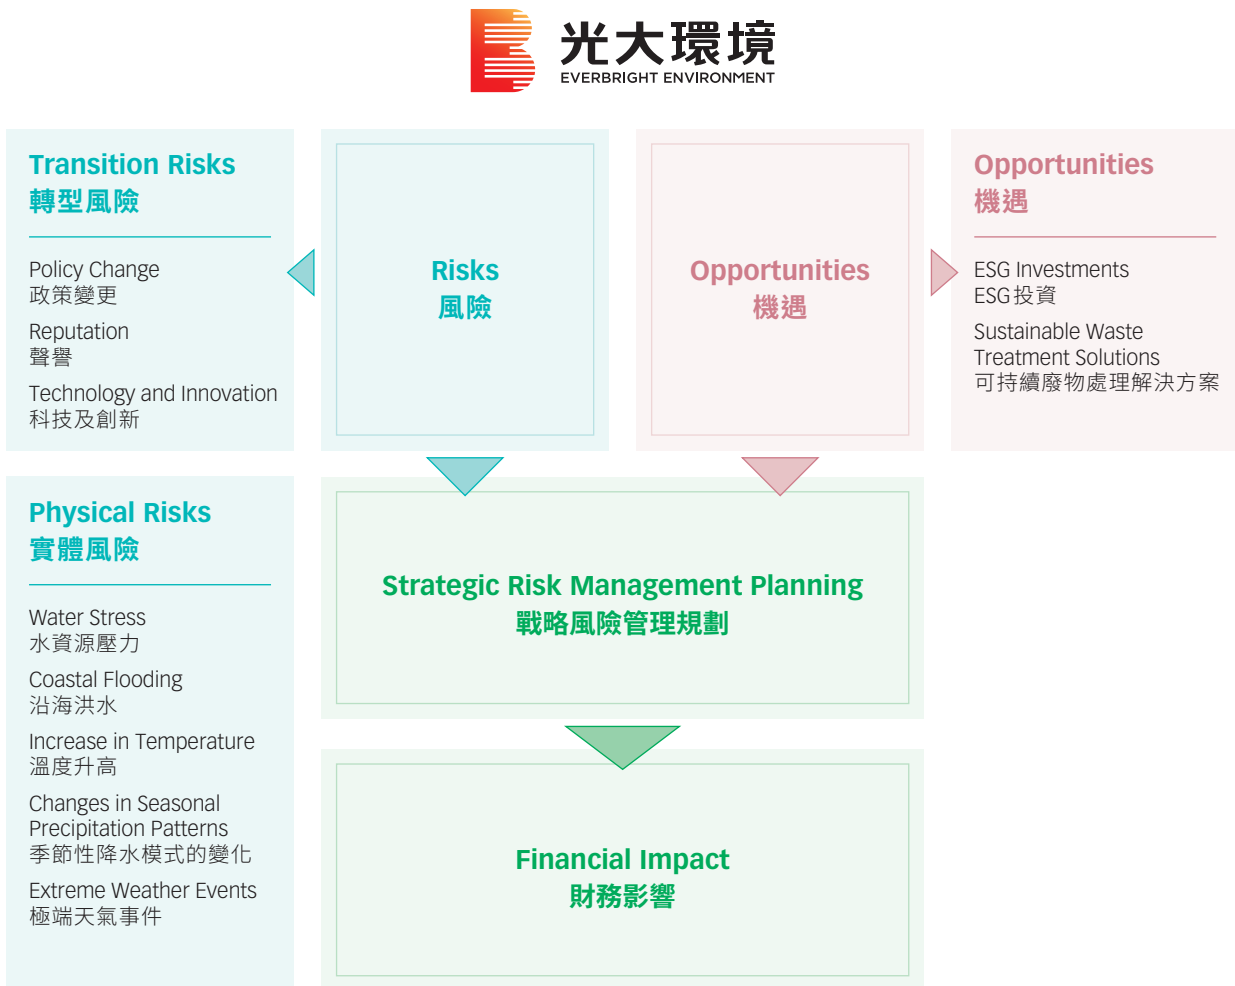 光大環境
EVERBRIGHT ENVIRONMENT
Transition Risks
轉型風險
Policy Change
政策變更
Reputation
聲譽
Technology and Innovation
科技及創新
Risks
風險
Opportunities
機遇
Opportunities
機遇
ESG Investments
ESG投資
Sustainable Waste
Treatment Solutions
可持續廢物處理解決方案
Physical Risks
實體風險
Water Stress
水資源壓力
Coastal Flooding
沿海洪水
Increase in Temperature
溫度升高
Changes in Seasonal
Precipitation Patterns
季節性降水模式的變化
Extreme Weather Events
極端天氣事件
Strategic Risk Management Planning
戰略風險管理規劃
Financial Impact
財務影響